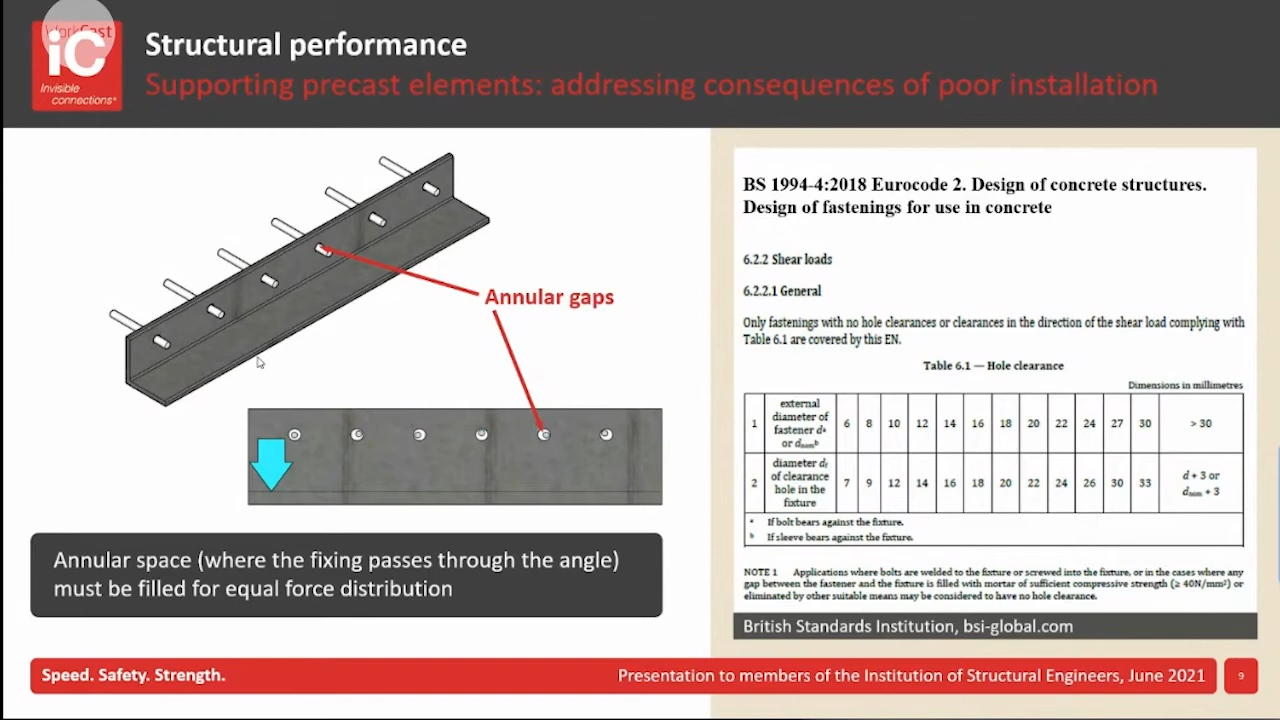 WorkCast
iC
Invisible
connections®
Structural performance
Supporting precast elements: addressing consequences of poor installation
Annular gaps
Annular space (where the fixing passes through the angle)
must be filled for equal force distribution
BS 1994-4:2018 Eurocode 2. Design of concrete structures.
Design of fastenings for use in concrete
6.2.2 Shear loads
6.2.2.1 General
Only fastenings with no hole clearances or clearances in the direction of the shear load complying with
Table 6.1 are covered by this EN.
Table 6.1 — Hole clearance
Dimensions in millimetres
1 external diameter of fastener dᵃ or dnomᵇ 6 8 10 12 14 16 18 20 22 24 27 30 > 30
2 diameter df of clearance hole in the fixture 7 9 12 14 16 18 20 22 24 26 30 33 d + 3 or dnom + 3
a If bolt bears against the fixture.
b If sleeve bears against the fixture.
NOTE 1 Applications where bolts are welded to the fixture or screwed into the fixture, or in the cases where any
gap between the fastener and the fixture is filled with mortar of sufficient compressive strength (≥ 40N/mm²) or
eliminated by other suitable means may be considered to have no hole clearance.
British Standards Institution, bsi-global.com
Speed. Safety. Strength.
Presentation to members of the Institution of Structural Engineers, June 2021
9